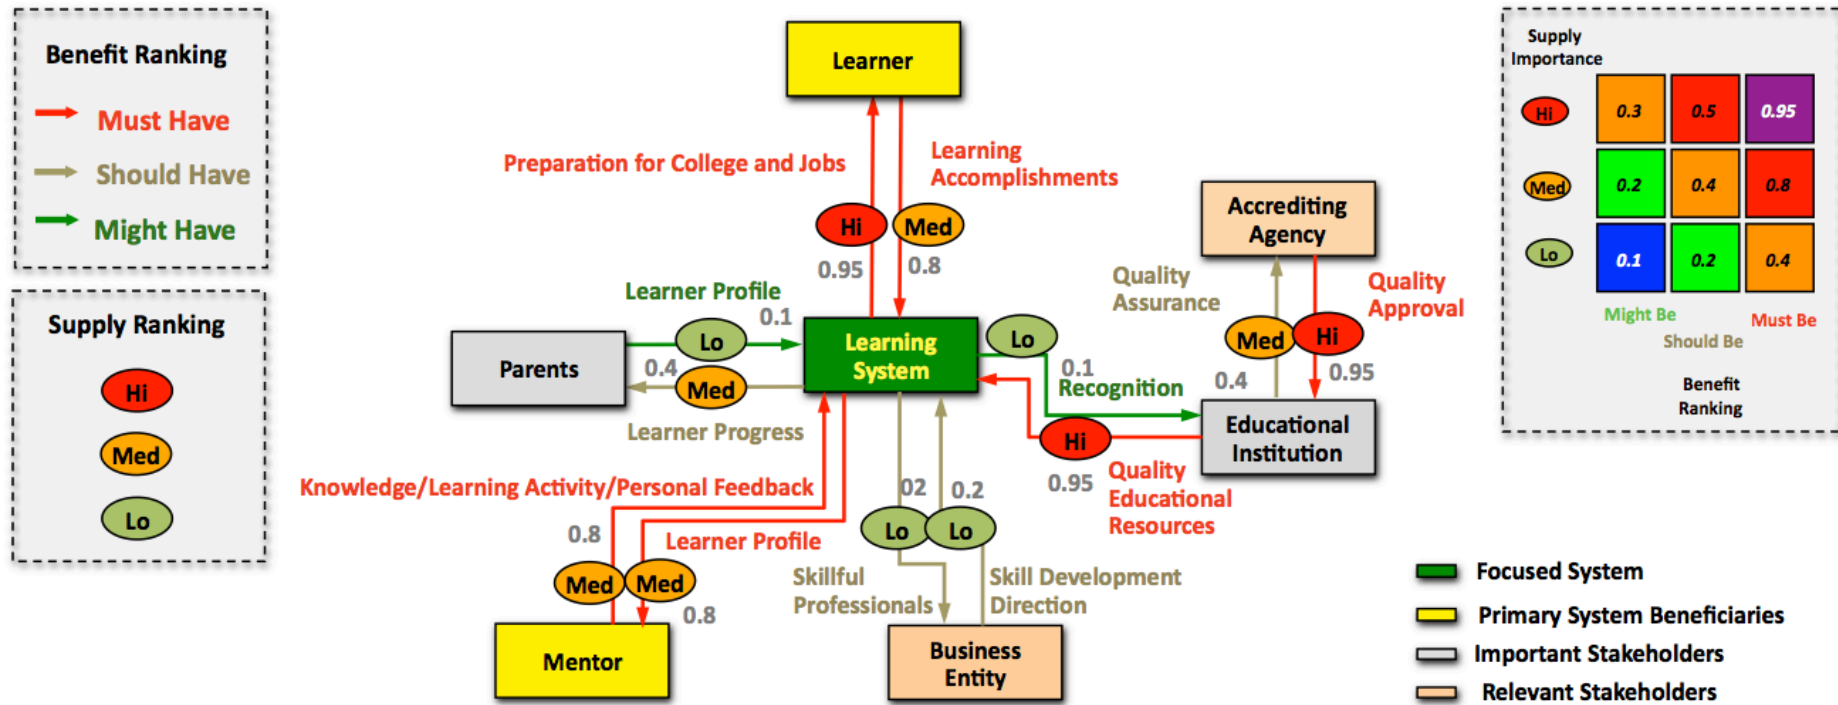 Benefit Ranking
Must Have
Should Have
Might Have
Supply Ranking
Hi
Med
Lo
Learner
Preparation for College and Jobs
Learning
Accomplishments
Hi
Med
0.95
0.8
Learner Profile
0.1
Lo
Parents
0.4
Med
Learner Progress
Learning
System
Lo
0.1
Recognition
Hi
0.95
Quality
Educational
Resources
Accrediting
Agency
Quality
Assurance
Quality
Approval
Med
Hi
0.4
0.95
Educational
Institution
Knowledge/Learning Activity/Personal Feedback
0.8
Learner Profile
Med
Med
0.8
Mentor
02
0.2
Lo
Lo
Skillful
Professionals
Skill Development
Direction
Business
Entity
Supply
Importance
Hi
0.3 0.5 0.95
Med
0.2 0.4 0.8
Lo
0.1 0.2 0.4
Might Be
Must Be
Should Be
Benefit
Ranking
Focused System
Primary System Beneficiaries
Important Stakeholders
Relevant Stakeholders